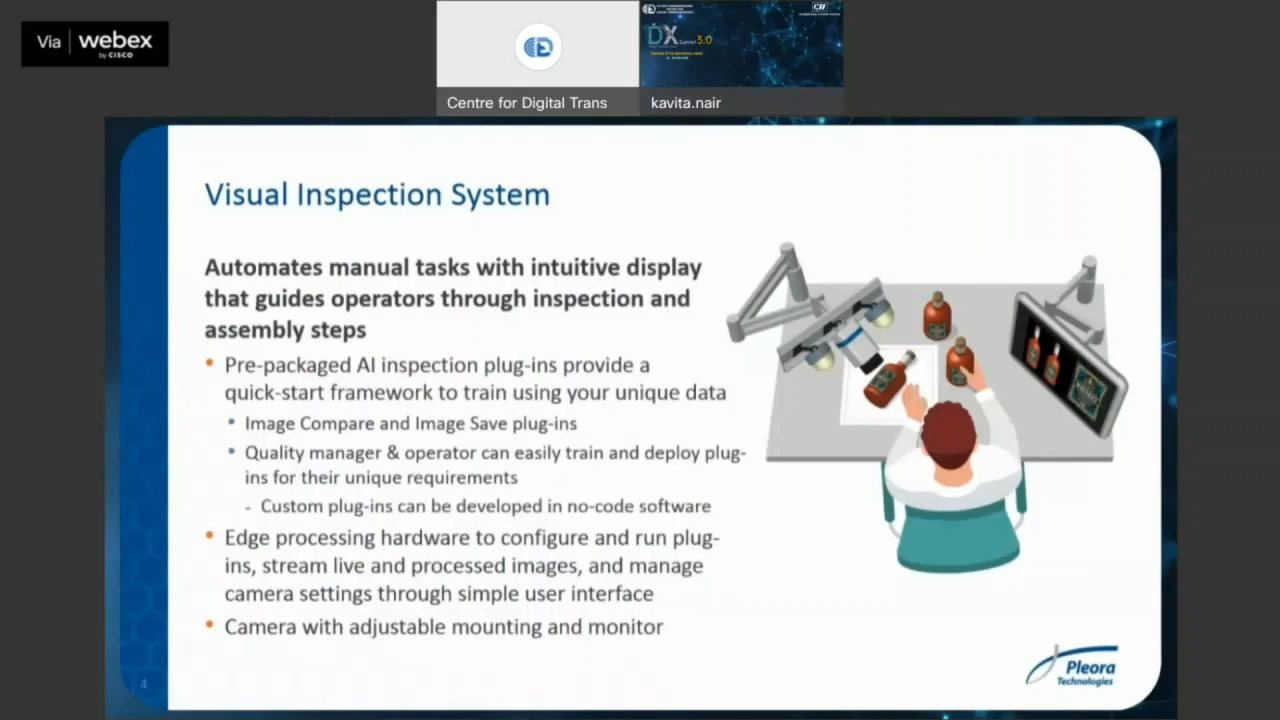 Via webex
by CISCO
Centre for Digital Trans
kavita.nair
DX Summit 3.0
CII
Visual Inspection System
Automates manual tasks with intuitive display
that guides operators through inspection and
assembly steps
• Pre-packaged AI inspection plug-ins provide a
quick-start framework to train using your unique data
• Image Compare and Image Save plug-ins
• Quality manager & operator can easily train and deploy plug-
ins for their unique requirements
- Custom plug-ins can be developed in no-code software
• Edge processing hardware to configure and run plug-
ins, stream live and processed images, and manage
camera settings through simple user interface
• Camera with adjustable mounting and monitor
4
Pleora
Technologies